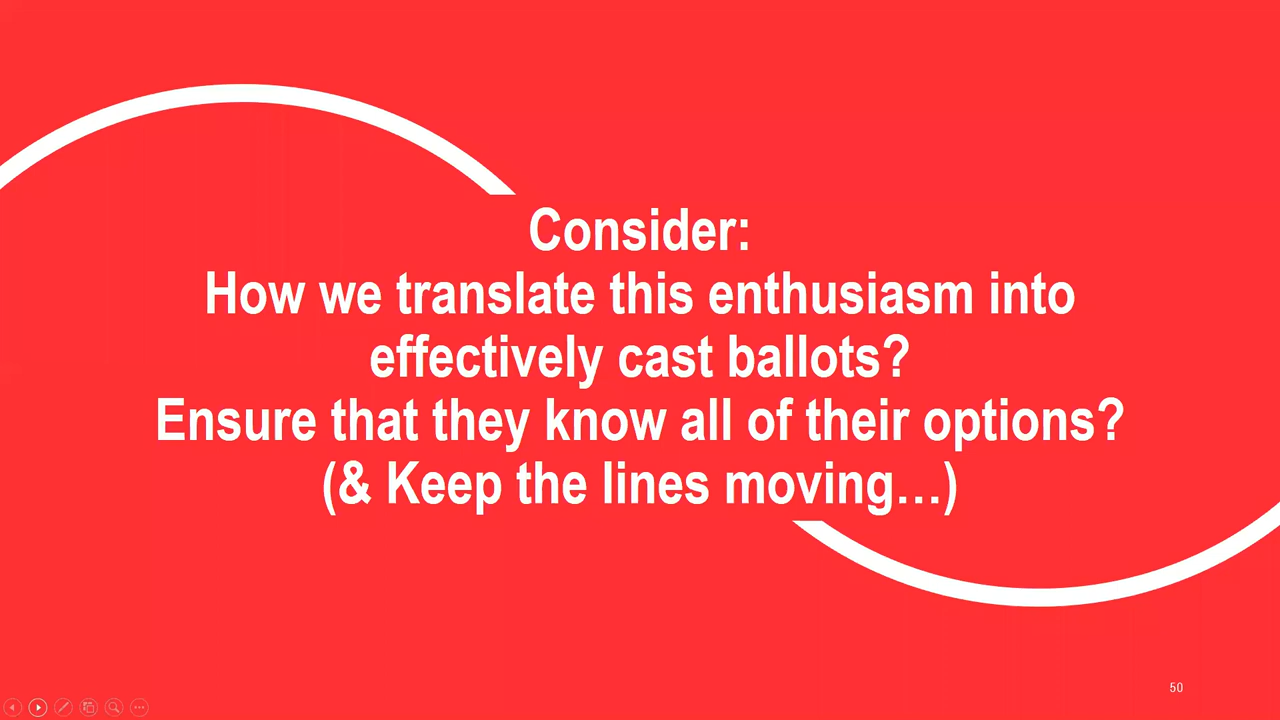 Consider:
How we translate this enthusiasm into
effectively cast ballots?
Ensure that they know all of their options?
(& Keep the lines moving…)
50